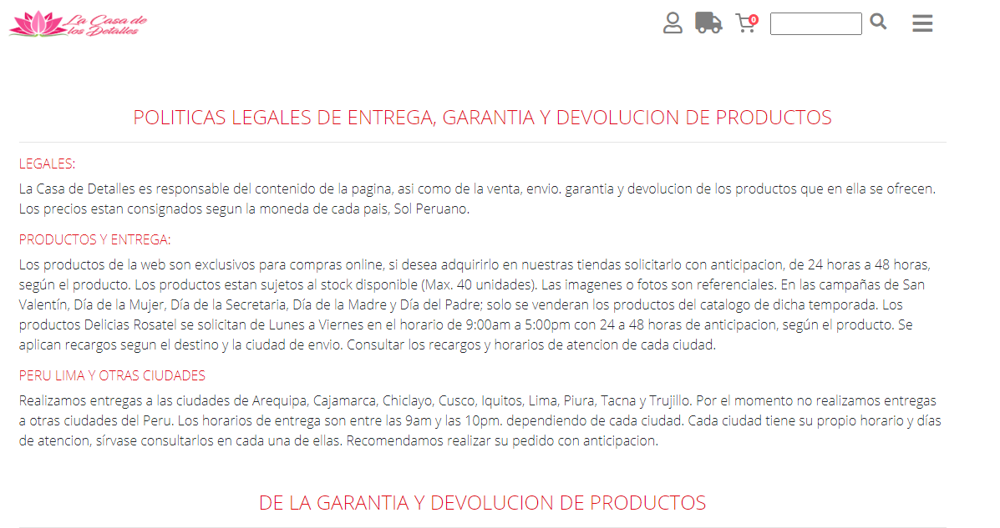 La Casa de
los Detalles
0
POLITICAS LEGALES DE ENTREGA, GARANTIA Y DEVOLUCION DE PRODUCTOS
LEGALES:
La Casa de Detalles es responsable del contenido de la pagina, asi como de la venta, envio. garantia y devolucion de los productos que en ella se ofrecen.
Los precios estan consignados segun la moneda de cada pais, Sol Peruano.
PRODUCTOS Y ENTREGA:
Los productos de la web son exclusivos para compras online, si desea adquirirlo en nuestras tiendas solicitarlo con anticipacion, de 24 horas a 48 horas,
según el producto. Los productos estan sujetos al stock disponible (Max. 40 unidades). Las imagenes o fotos son referenciales. En las campañas de San
Valentín, Día de la Mujer, Día de la Secretaria, Día de la Madre y Día del Padre; solo se venderan los productos del catalogo de dicha temporada. Los
productos Delicias Rosatel se solicitan de Lunes a Viernes en el horario de 9:00am a 5:00pm con 24 a 48 horas de anticipacion, según el producto. Se
aplican recargos segun el destino y la ciudad de envio. Consultar los recargos y horarios de atencion de cada ciudad.
PERU LIMA Y OTRAS CIUDADES
Realizamos entregas a las ciudades de Arequipa, Cajamarca, Chiclayo, Cusco, Iquitos, Lima, Piura, Tacna y Trujillo. Por el momento no realizamos entregas
a otras ciudades del Peru. Los horarios de entrega son entre las 9am y las 10pm. dependiendo de cada ciudad. Cada ciudad tiene su propio horario y días
de atencion, sírvase consultarlos en cada una de ellas. Recomendamos realizar su pedido con anticipacion.
DE LA GARANTIA Y DEVOLUCION DE PRODUCTOS